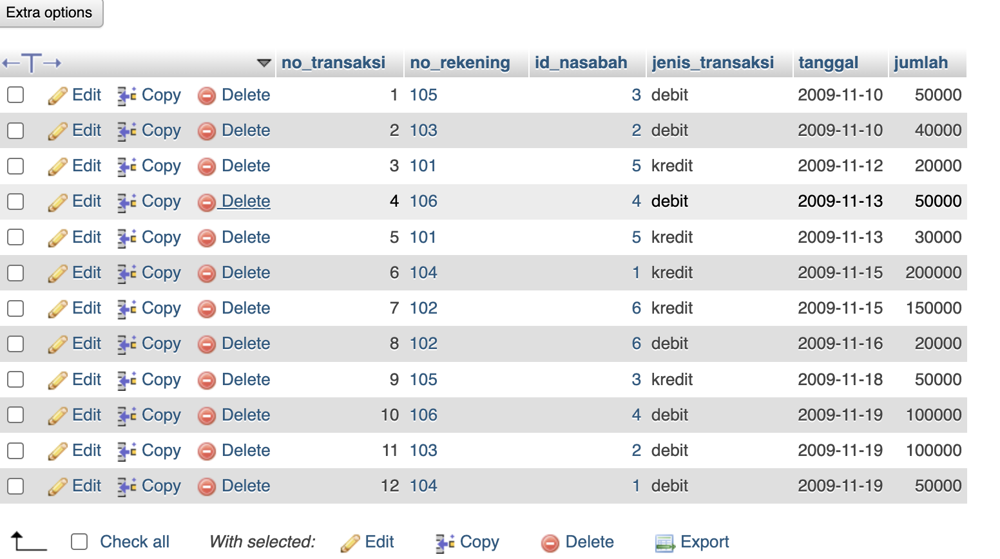 Extra options
←T→ no_transaksi no_rekening id_nasabah jenis_transaksi tanggal jumlah
Edit Copy Delete 1 105 3 debit 2009-11-10 50000
Edit Copy Delete 2 103 2 debit 2009-11-10 40000
Edit Copy Delete 3 101 5 kredit 2009-11-12 20000
Edit Copy Delete 4 106 4 debit 2009-11-13 50000
Edit Copy Delete 5 101 5 kredit 2009-11-13 30000
Edit Copy Delete 6 104 1 kredit 2009-11-15 200000
Edit Copy Delete 7 102 6 kredit 2009-11-15 150000
Edit Copy Delete 8 102 6 debit 2009-11-16 20000
Edit Copy Delete 9 105 3 kredit 2009-11-18 50000
Edit Copy Delete 10 106 4 debit 2009-11-19 100000
Edit Copy Delete 11 103 2 debit 2009-11-19 100000
Edit Copy Delete 12 104 1 debit 2009-11-19 50000
Check all With selected: Edit Copy Delete Export